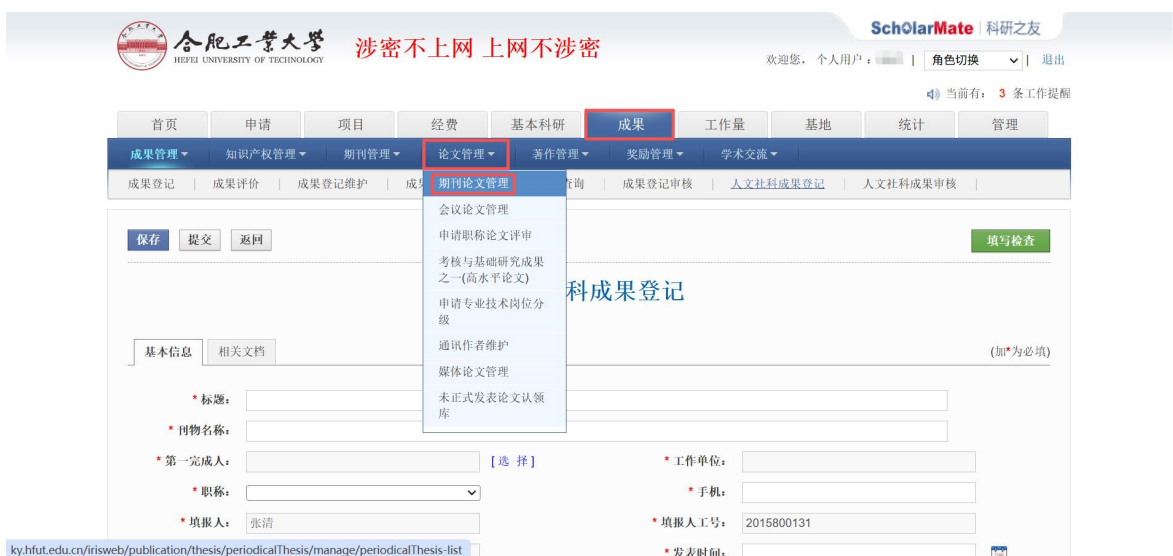 合肥工业大学
HEFEI UNIVERSITY OF TECHNOLOGY
涉密不上网 上网不涉密
SchOlarMate 科研之友
欢迎您， 个人用户： | 角色切换 | 退出
当前有： 3 条工作提醒
首页 申请 项目 经费 基本科研 成果 工作量 基地 统计 管理
成果管理 知识产权管理 期刊管理 论文管理 著作管理 奖励管理 学术交流
成果登记 | 成果评价 | 成果登记维护 | 查询 | 成果登记审核 | 人文社科成果登记 | 人文社科成果审核 |
期刊论文管理
会议论文管理
申请职称论文评审
考核与基础研究成果
之一(高水平论文)
申请专业技术岗位分
级
通讯作者维护
媒体论文管理
未正式发表论文认领
库
保存 提交 返回 填写检查
科成果登记
基本信息 相关文档 (加*为必填)
* 标题：
* 刊物名称：
* 第一完成人： [选 择] * 工作单位：
* 职称： * 手机：
* 填报人： 张清 * 填报人工号： 2015800131
* 发表时间：
ky.hfut.edu.cn/irisweb/publication/thesis/periodicalThesis/manage/periodicalThesis-list